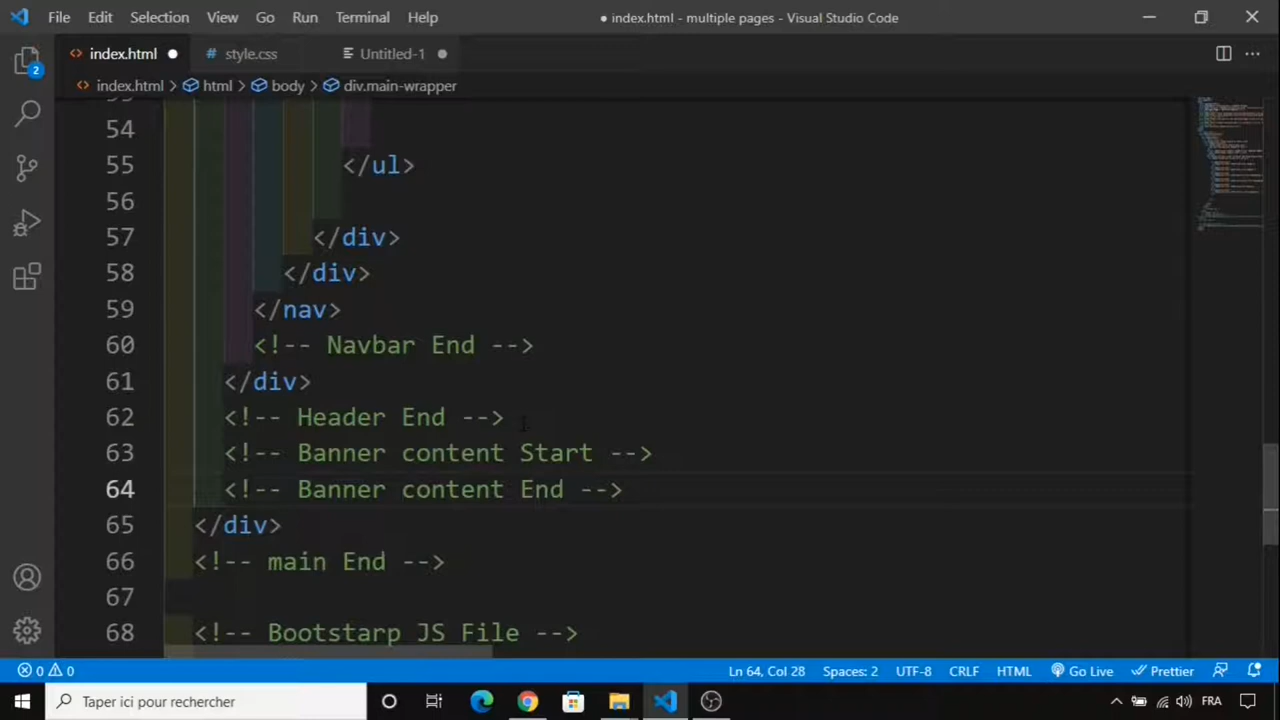 File Edit Selection View Go Run Terminal Help
● index.html - multiple pages - Visual Studio Code
index.html ● # style.css Untitled-1 ●
index.html > html > body > div.main-wrapper
54
55 </ul>
56
57 </div>
58 </div>
59 </nav>
60 <!-- Navbar End -->
61 </div>
62 <!-- Header End -->
63 <!-- Banner content Start -->
64 <!-- Banner content End -->
65 </div>
66 <!-- main End -->
67
68 <!-- Bootstarp JS File -->
2
0 0 Ln 64, Col 28 Spaces: 2 UTF-8 CRLF HTML Go Live Prettier
Taper ici pour rechercher FRA